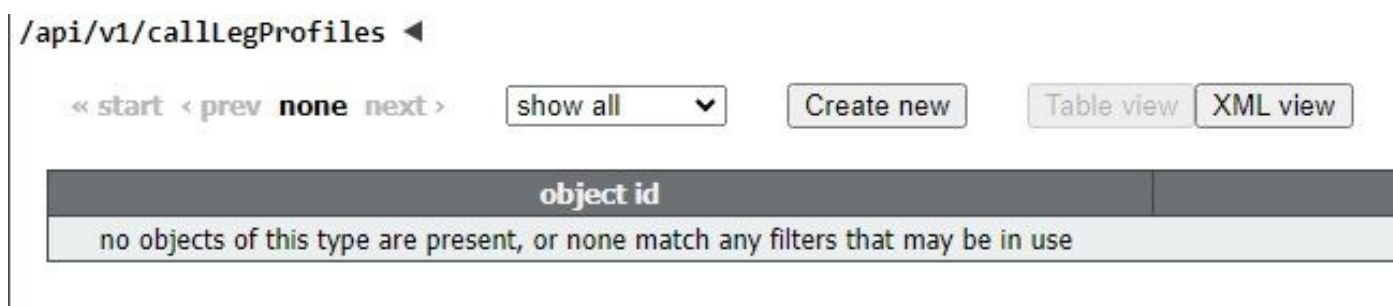 /api/v1/callLegProfiles ◄
« start ‹ prev none next › show all Create new Table view XML view
object id
no objects of this type are present, or none match any filters that may be in use